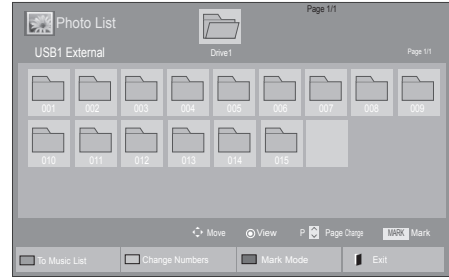 Page 1/1
Photo List
USB1 External
Drive1
Page 1/1
001 002 003 004 005 006 007 008 009
010 011 012 013 014 015
Move View P Page Change MARK Mark
To Music List Change Numbers Mark Mode Exit